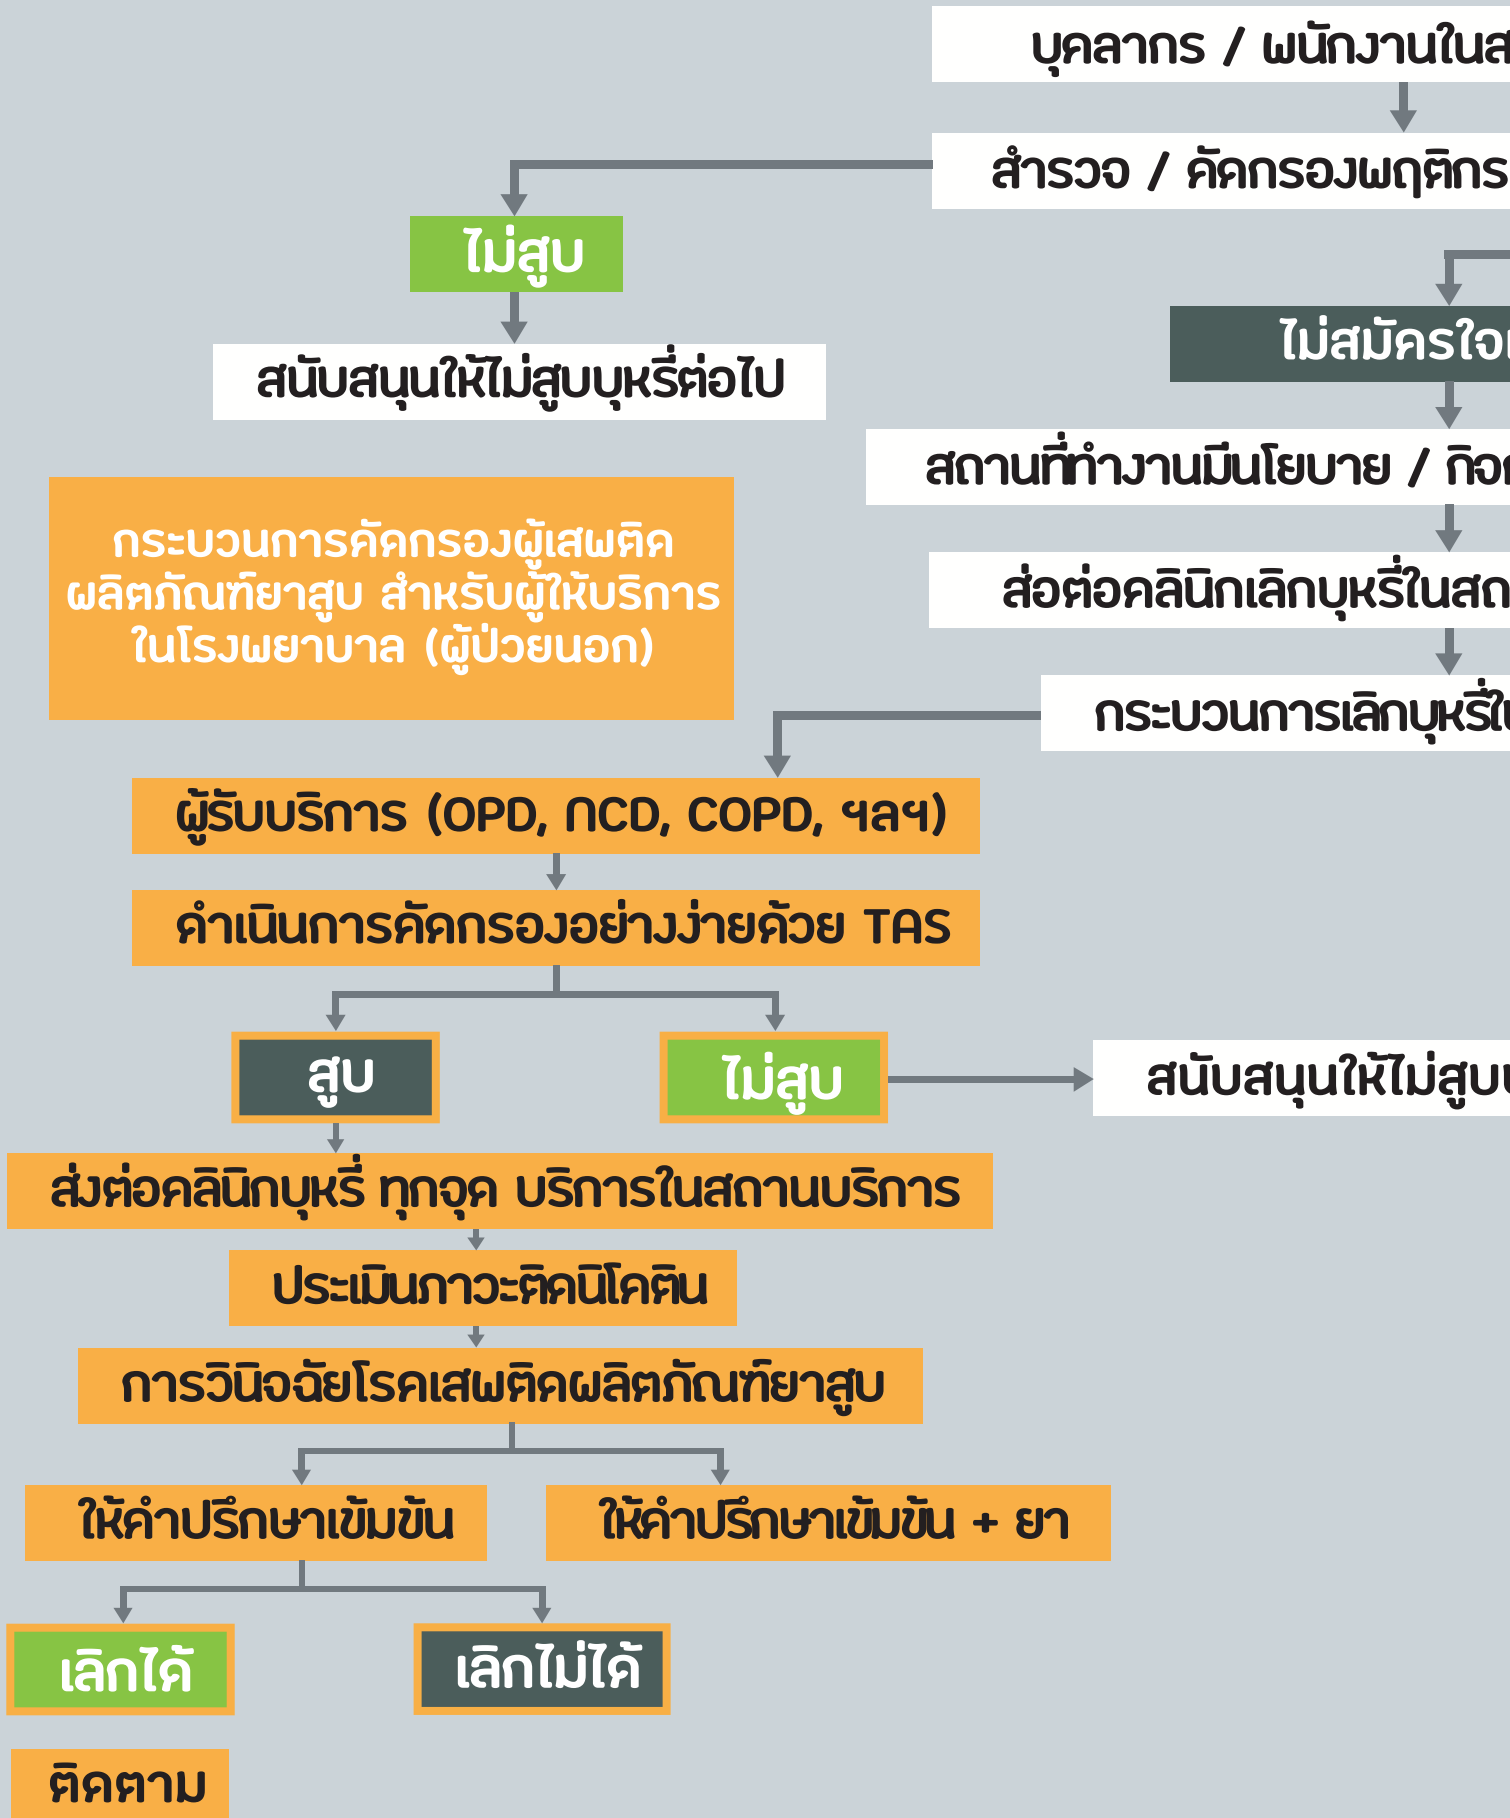 บุคลากร / พนักงานในส
สำรวจ / คัดกรองพฤติกร
ไม่สูบ
สนับสนุนให้ไม่สูบบุหรี่ต่อไป
ไม่สมัครใจเ
สถานที่ทำงานมีนโยบาย / กิจก
ส่อต่อคลินิกเลิกบุหรี่ในสถ
กระบวนการเลิกบุหรี่ใน
กระบวนการคัดกรองผู้เสพติด
ผลิตภัณฑ์ยาสูบ สำหรับผู้ให้บริการ
ในโรงพยาบาล (ผู้ป่วยนอก)
ผู้รับบริการ (OPD, NCD, COPD, ฯลฯ)
ดำเนินการคัดกรองอย่างง่ายด้วย TAS
สูบ
ไม่สูบ
สนับสนุนให้ไม่สูบบ
ส่งต่อคลินิกบุหรี่ ทุกจุด บริการในสถานบริการ
ประเมินภาวะติดนิโคติน
การวินิจฉัยโรคเสพติดผลิตภัณฑ์ยาสูบ
ให้คำปรึกษาเข้มข้น
ให้คำปรึกษาเข้มข้น + ยา
เลิกได้
เลิกไม่ได้
ติดตาม